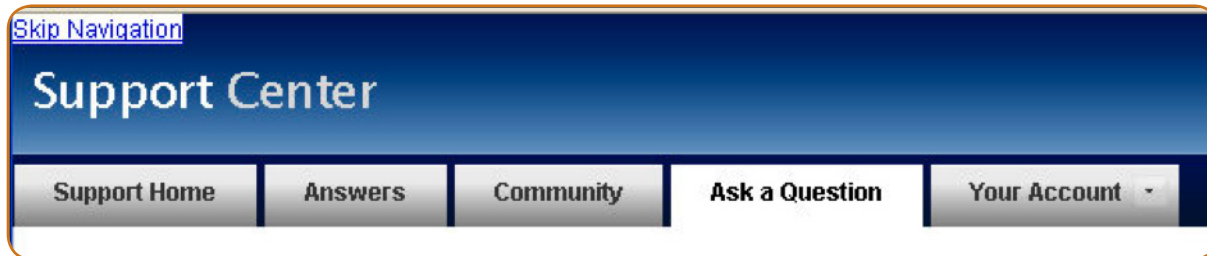 Skip Navigation
Support Center
Support Home Answers Community Ask a Question Your Account